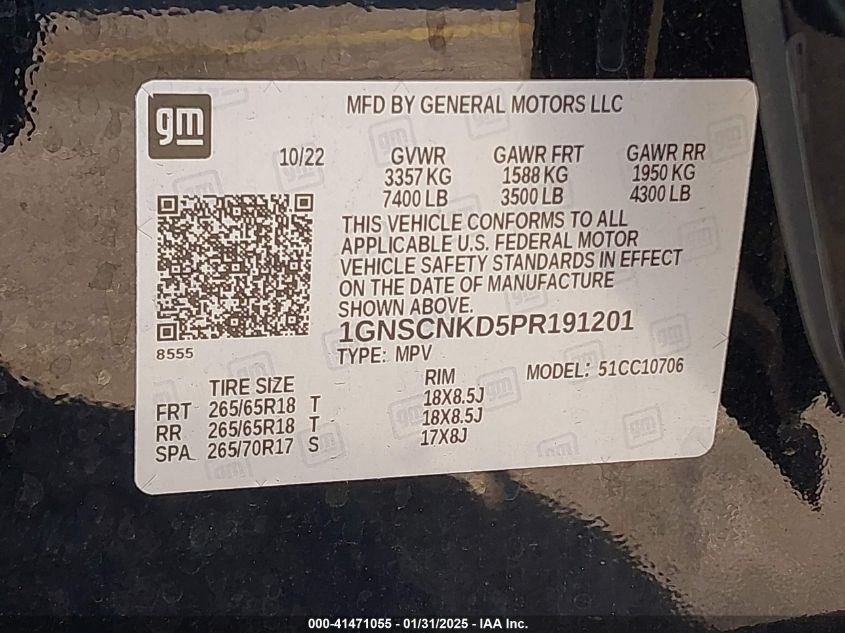 gm
MFD BY GENERAL MOTORS LLC
10/22 GVWR GAWR FRT GAWR RR
3357 KG 1588 KG 1950 KG
7400 LB 3500 LB 4300 LB
THIS VEHICLE CONFORMS TO ALL
APPLICABLE U.S. FEDERAL MOTOR
VEHICLE SAFETY STANDARDS IN EFFECT
ON THE DATE OF MANUFACTURE
SHOWN ABOVE.
1GNSCNKD5PR191201
8555
TYPE: MPV MODEL: 51CC10706
TIRE SIZE RIM
FRT 265/65R18 T 18X8.5J
RR 265/65R18 T 18X8.5J
SPA 265/70R17 S 17X8J
000-41471055 - 01/31/2025 - IAA Inc.